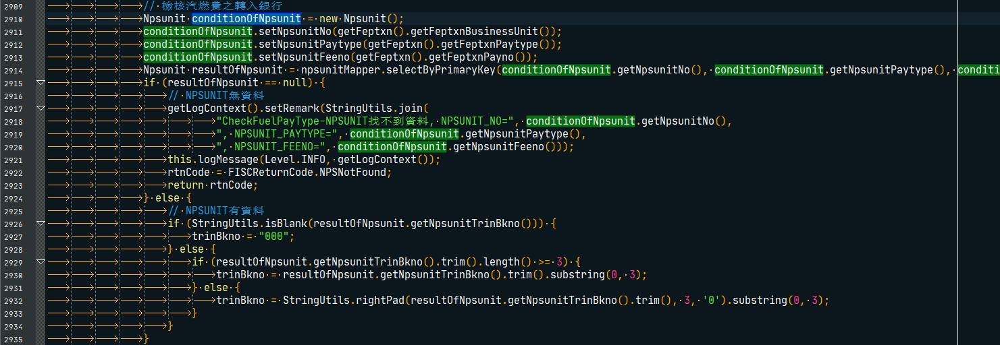 2909 // 檢核汽燃費之轉入銀行
2910 Npsunit conditionOfNpsunit = new Npsunit();
2911 conditionOfNpsunit.setNpsunitNo(getFeptxn().getFeptxnBusinessUnit());
2912 conditionOfNpsunit.setNpsunitPaytype(getFeptxn().getFeptxnPaytype());
2913 conditionOfNpsunit.setNpsunitFeeno(getFeptxn().getFeptxnPayno());
2914 Npsunit resultOfNpsunit = npsunitMapper.selectByPrimaryKey(conditionOfNpsunit.getNpsunitNo(), conditionOfNpsunit.getNpsunitPaytype(), conditi
2915 if (resultOfNpsunit == null) {
2916 // NPSUNIT無資料
2917 getLogContext().setRemark(StringUtils.join(
2918 "CheckFuelPayType-NPSUNIT找不到資料, NPSUNIT_NO=", conditionOfNpsunit.getNpsunitNo(),
2919 ", NPSUNIT_PAYTYPE=", conditionOfNpsunit.getNpsunitPaytype(),
2920 ", NPSUNIT_FEENO=", conditionOfNpsunit.getNpsunitFeeno()));
2921 this.logMessage(Level.INFO, getLogContext());
2922 rtnCode = FISCReturnCode.NPSNotFound;
2923 return rtnCode;
2924 } else {
2925 // NPSUNIT有資料
2926 if (StringUtils.isBlank(resultOfNpsunit.getNpsunitTrinBkno())) {
2927 trinBkno = "000";
2928 } else {
2929 if (resultOfNpsunit.getNpsunitTrinBkno().trim().length() >= 3) {
2930 trinBkno = resultOfNpsunit.getNpsunitTrinBkno().trim().substring(0, 3);
2931 } else {
2932 trinBkno = StringUtils.rightPad(resultOfNpsunit.getNpsunitTrinBkno().trim(), 3, '0').substring(0, 3);
2933 }
2934 }
2935 }